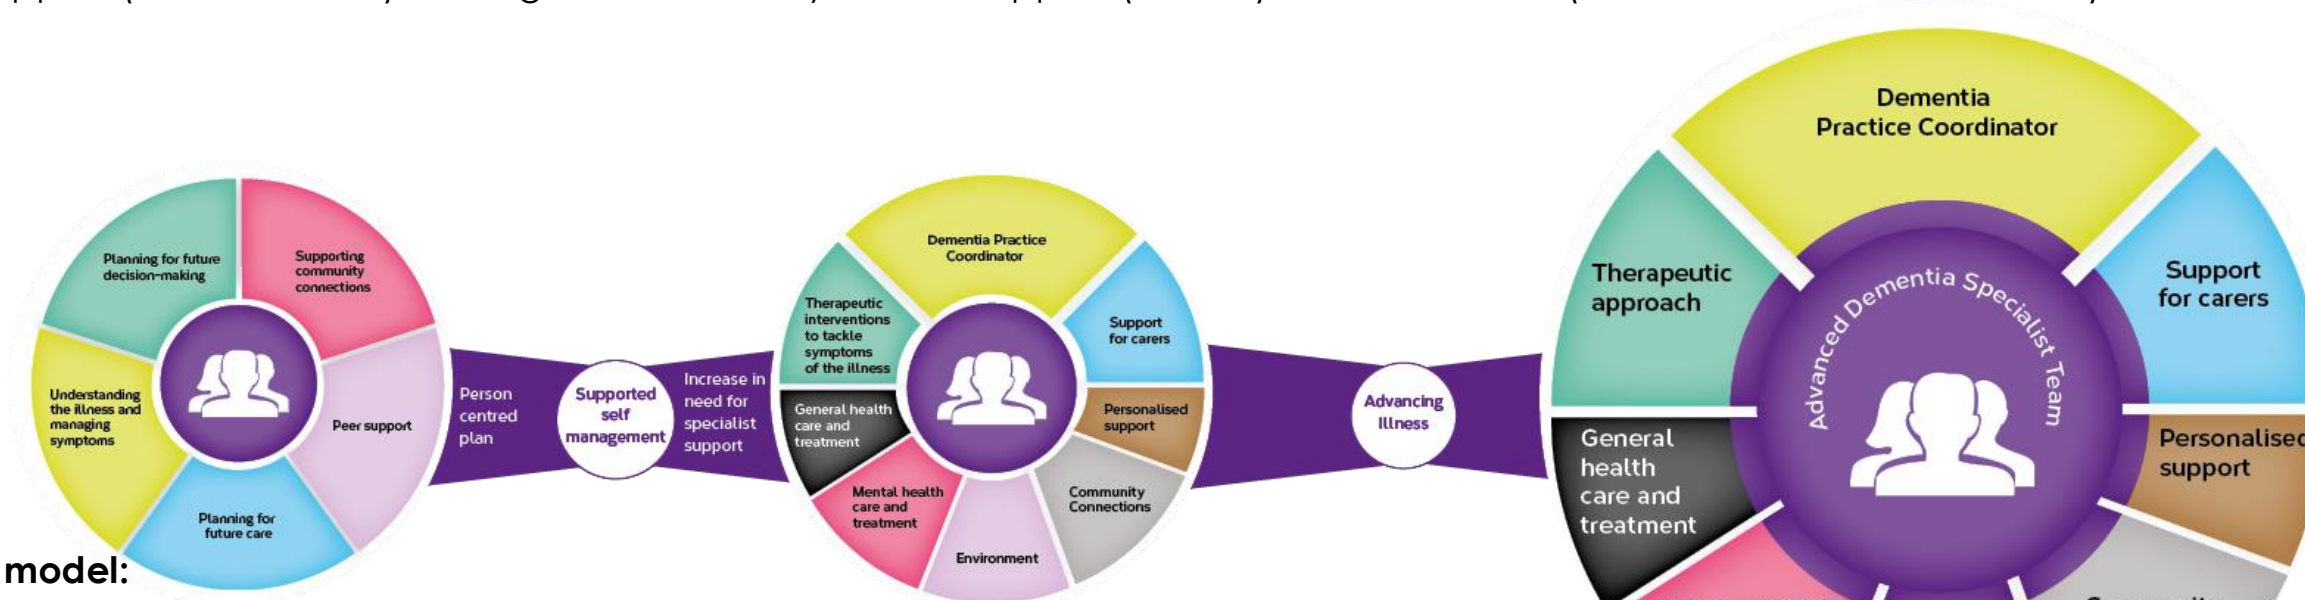 Planning for future
decision-making
Supporting
community
connections
Understanding
the illness and
managing
symptoms
Peer support
Planning for
future care
Person
centred
plan
Supported
self
management
Increase in
need for
specialist
support
Dementia Practice
Coordinator
Therapeutic
interventions
to tackle
symptoms
of the illness
Support
for carers
General health
care and
treatment
Personalised
support
Mental health
care and
treatment
Community
Connections
Environment
Advancing
Illness
Dementia
Practice Coordinator
Therapeutic
approach
Support
for carers
Advanced Dementia Specialist Team
General
health
care and
treatment
Personalised
support
model: